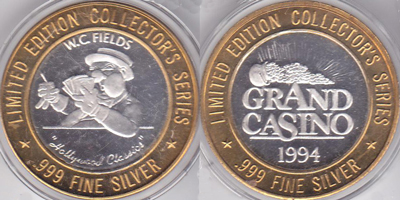 LIMITED EDITION COLLECTOR'S SERIES
W.C. FIELDS
"Hollywood Classics"
★ .999 FINE SILVER ★
LIMITED EDITION COLLECTOR'S SERIES
GRAND
CASINO
1994
★ .999 FINE SILVER ★